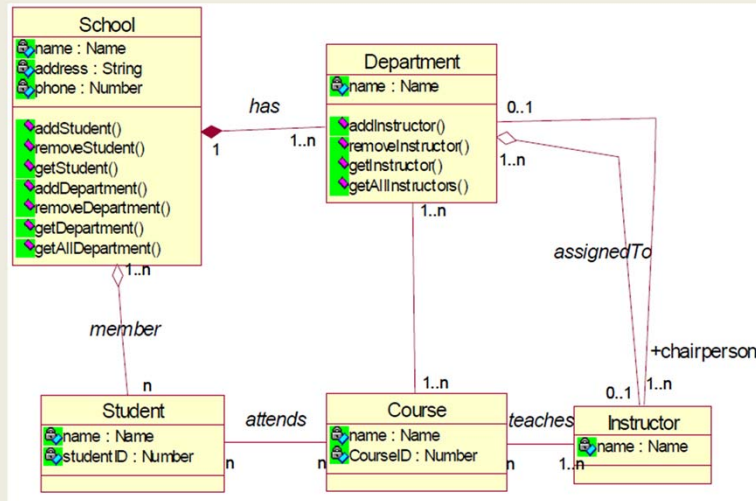 School
name : Name
address : String
phone : Number
addStudent()
removeStudent()
getStudent()
addDepartment()
removeDepartment()
getDepartment()
getAllDepartment()
has
1
1..n
Department
name : Name
addInstructor()
removeInstructor()
getInstructor()
getAllInstructors()
0..1
1..n
1..n
assignedTo
1..n
member
n
+chairperson
0..1
1..n
1..n
Student
name : Name
studentID : Number
attends
n
n
Course
name : Name
CourseID : Number
teaches
n
1..n
Instructor
name : Name